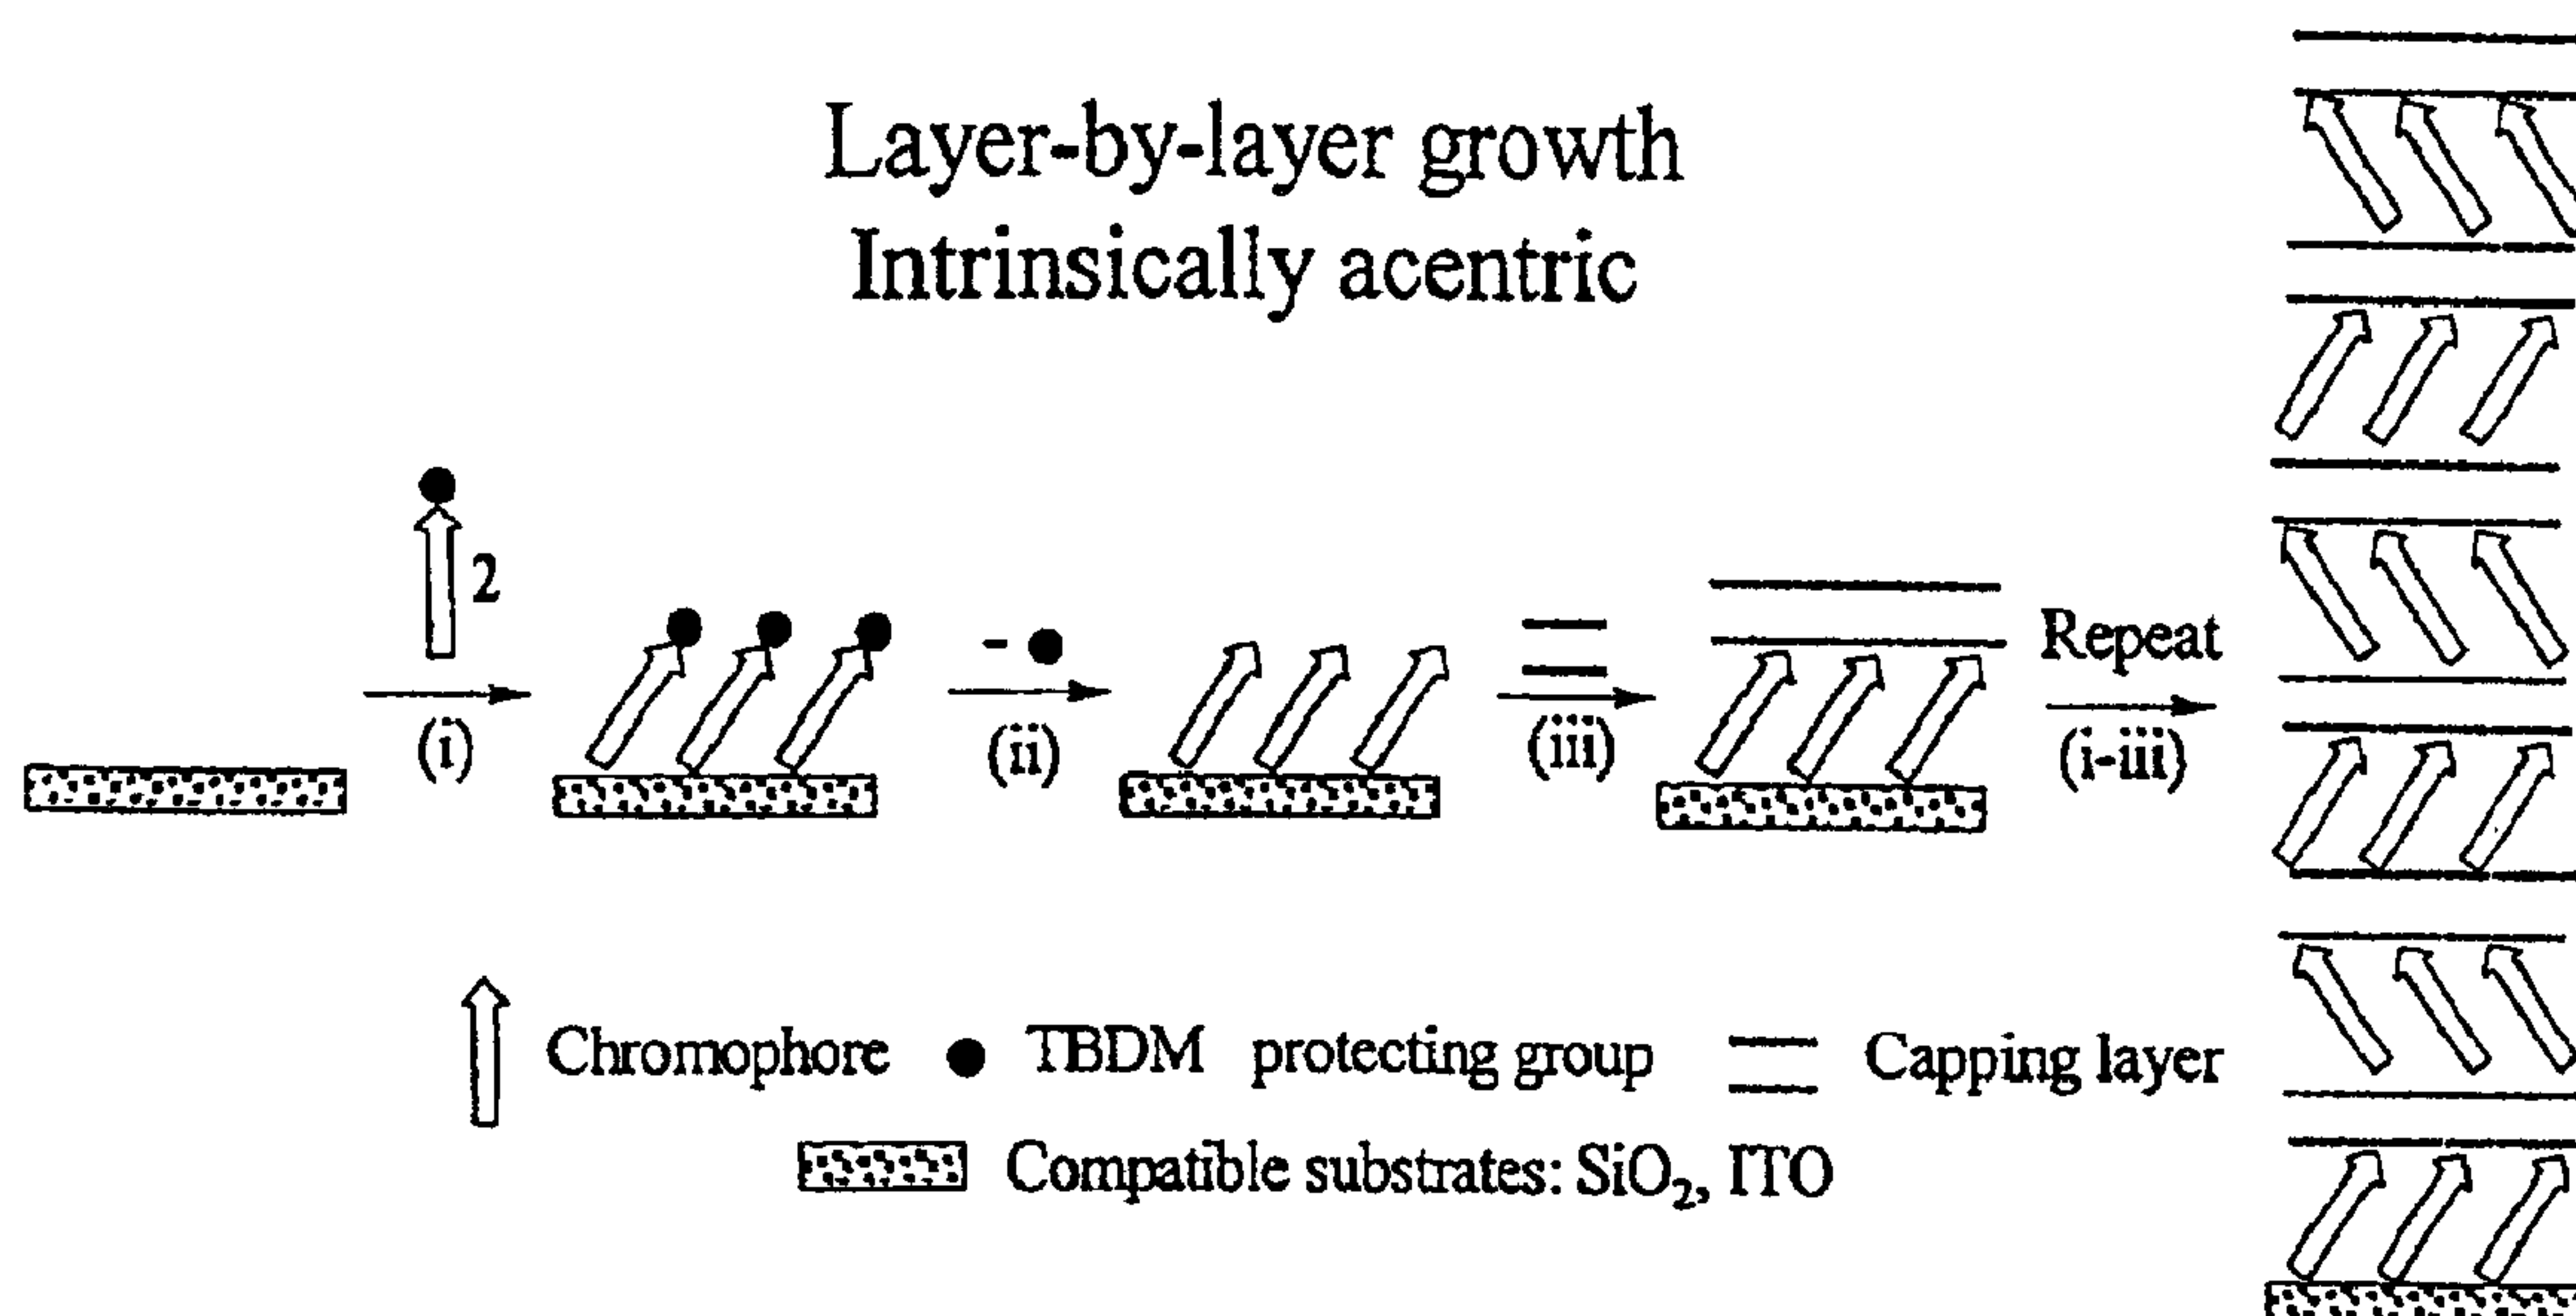 Layer-by-layer growth
Intrinsically acentric
2
(i)
- 
(ii)
(iii)
Repeat
(i-iii)
Chromophore
TBDM protecting group
Capping layer
Compatible substrates: SiO₂, ITO